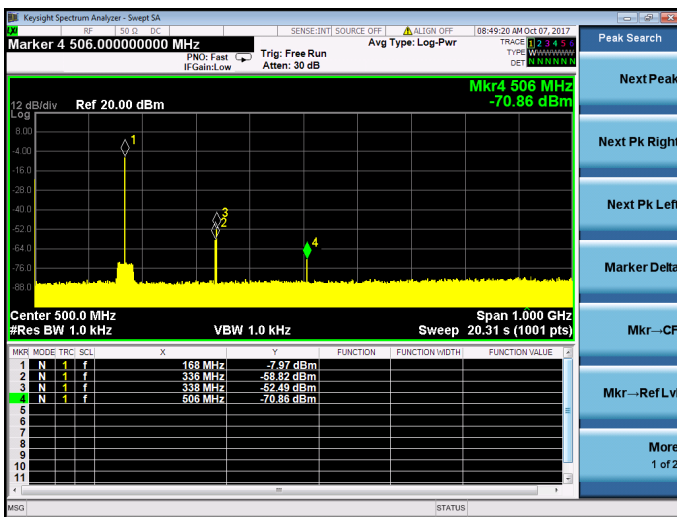 Keysight Spectrum Analyzer - Swept SA
RF 50 Ω DC SENSE:INT SOURCE OFF ALIGN OFF 08:49:20 AM Oct 07, 2017
Marker 4 506.000000000 MHz
PNO: Fast
IFGain:Low
Trig: Free Run
Atten: 30 dB
Avg Type: Log-Pwr
TRACE 1 2 3 4 5 6
TYPE WWWWWW
DET N N N N N N
Mkr4 506 MHz
-70.86 dBm
12 dB/div Ref 20.00 dBm
Log
8.00
-4.00
-16.0
-28.0
-40.0
-52.0
-64.0
-76.0
-88.0
1
3
2
4
Center 500.0 MHz Span 1.000 GHz
#Res BW 1.0 kHz VBW 1.0 kHz Sweep 20.31 s (1001 pts)
MKR MODE TRC SCL X Y FUNCTION FUNCTION WIDTH FUNCTION VALUE
1 N 1 f 168 MHz -7.97 dBm
2 N 1 f 336 MHz -58.82 dBm
3 N 1 f 338 MHz -52.49 dBm
4 N 1 f 506 MHz -70.86 dBm
5
6
7
8
9
10
11
MSG STATUS
Peak Search
Next Peak
Next Pk Right
Next Pk Left
Marker Delta
Mkr→CF
Mkr→Ref Lvl
More
1 of 2